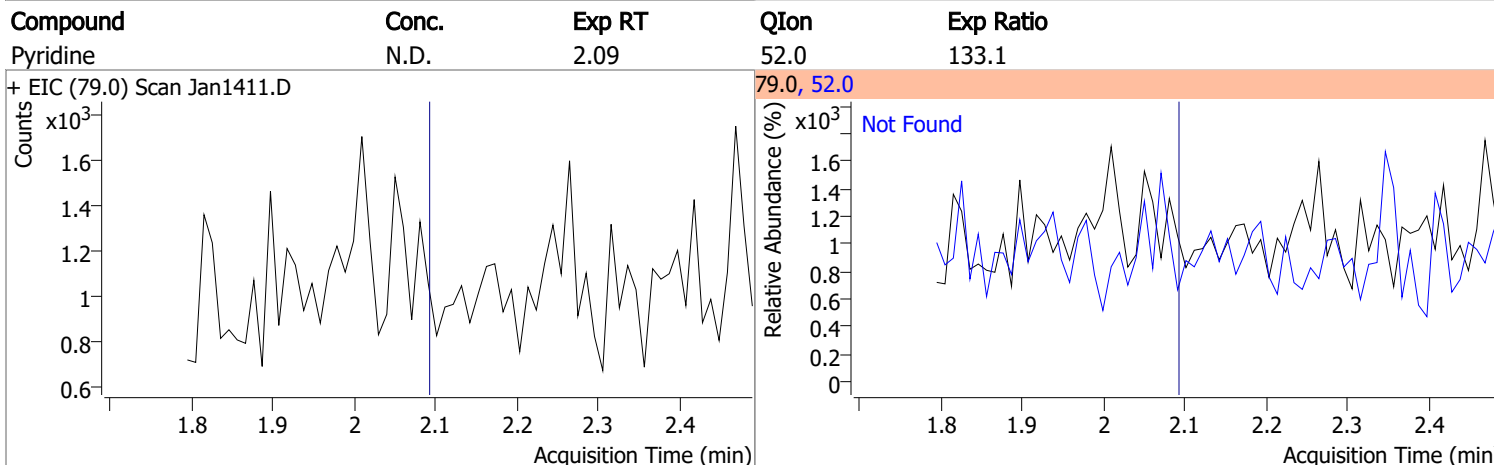 Compound Conc. Exp RT QIon Exp Ratio
Pyridine N.D. 2.09 52.0 133.1
+ EIC (79.0) Scan Jan1411.D
79.0, 52.0
Counts
x10³
1.6
1.4
1.2
1
0.8
0.6
1.8 1.9 2 2.1 2.2 2.3 2.4
Acquisition Time (min)
Relative Abundance (%)
x10³
Not Found
1.6
1.4
1.2
1
0.8
0.6
0.4
0.2
0
1.8 1.9 2 2.1 2.2 2.3 2.4
Acquisition Time (min